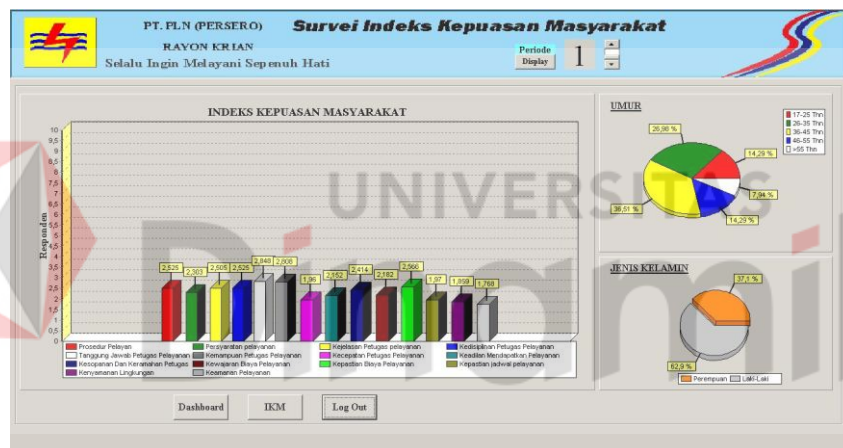 PT. PLN (PERSERO)
RAYON KRIAN
Selalu Ingin Melayani Sepenuh Hati
Survei Indeks Kepuasan Masyarakat
Periode
Display
1
INDEKS KEPUASAN MASYARAKAT
Responden
10
9,5
9
8,5
8
7,5
7
6,5
6
5,5
5
4,5
4
3,5
3
2,5
2
1,5
1
0,5
0
2,525 2,303 2,505 2,525 2,848 2,808 1,96 2,152 2,414 2,182 2,566 1,97 1,859 1,768
Prosedur Pelayan Persyaratan pelayanan Kejelasan Petugas Pelayanan Kedisiplinan Petugas Pelayanan
Tanggung Jawab Petugas Pelayanan Kemampuan Petugas Pelayanan Kecepatan Petugas Pelayanan Keadilan Mendapatkan Pelayanan
Kesopanan Dan Keramahan Petugas Kewajaran Biaya Pelayanan Kepastian Biaya Pelayanan Kepastian jadwal pelayanan
Kenyamanan Lingkungan Keamanan Pelayanan
UMUR
26,98 %
14,29 %
7,94 %
14,29 %
36,51 %
17-25 Thn
26-35 Thn
36-45 Thn
46-55 Thn
>55 Thn
JENIS KELAMIN
37,1 %
62,9 %
Perempuan Laki-Laki
Dashboard IKM Log Out
UNIVERSITAS
Dinamika